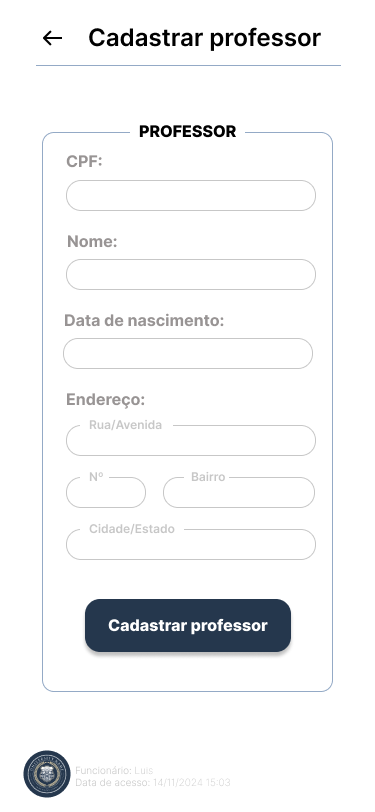 Cadastrar professor
PROFESSOR
CPF:
Nome:
Data de nascimento:
Endereço:
Rua/Avenida
Nº
Bairro
Cidade/Estado
Cadastrar professor
Funcionário: Luis
Data de acesso: 14/11/2024 15:03